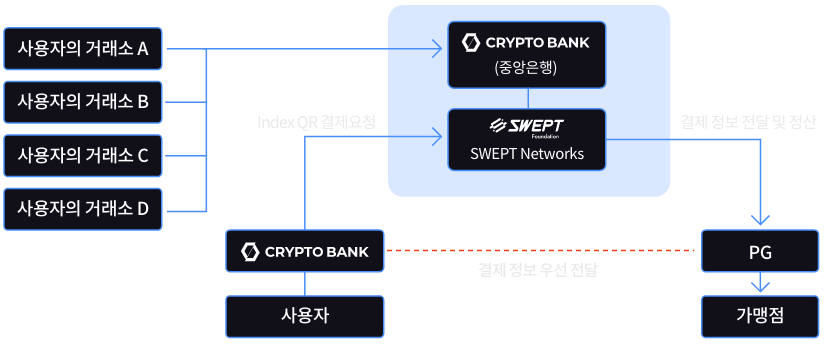 사용자의 거래소 A
사용자의 거래소 B
사용자의 거래소 C
사용자의 거래소 D
CRYPTO BANK
(중앙은행)
SWEPT
Foundation
SWEPT Networks
Index QR 결제요청
결제 정보 전달 및 정산
CRYPTO BANK
사용자
결제 정보 우선 전달
PG
가맹점